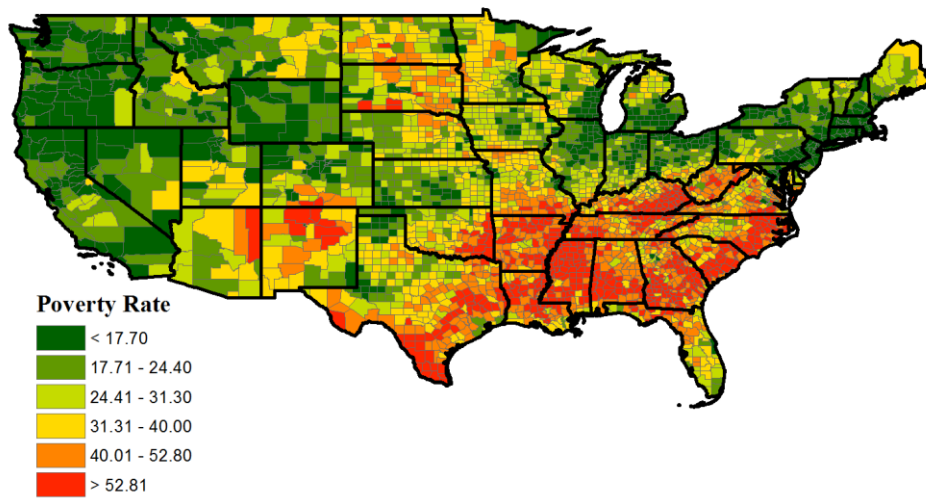 Poverty Rate
< 17.70
17.71 - 24.40
24.41 - 31.30
31.31 - 40.00
40.01 - 52.80
> 52.81